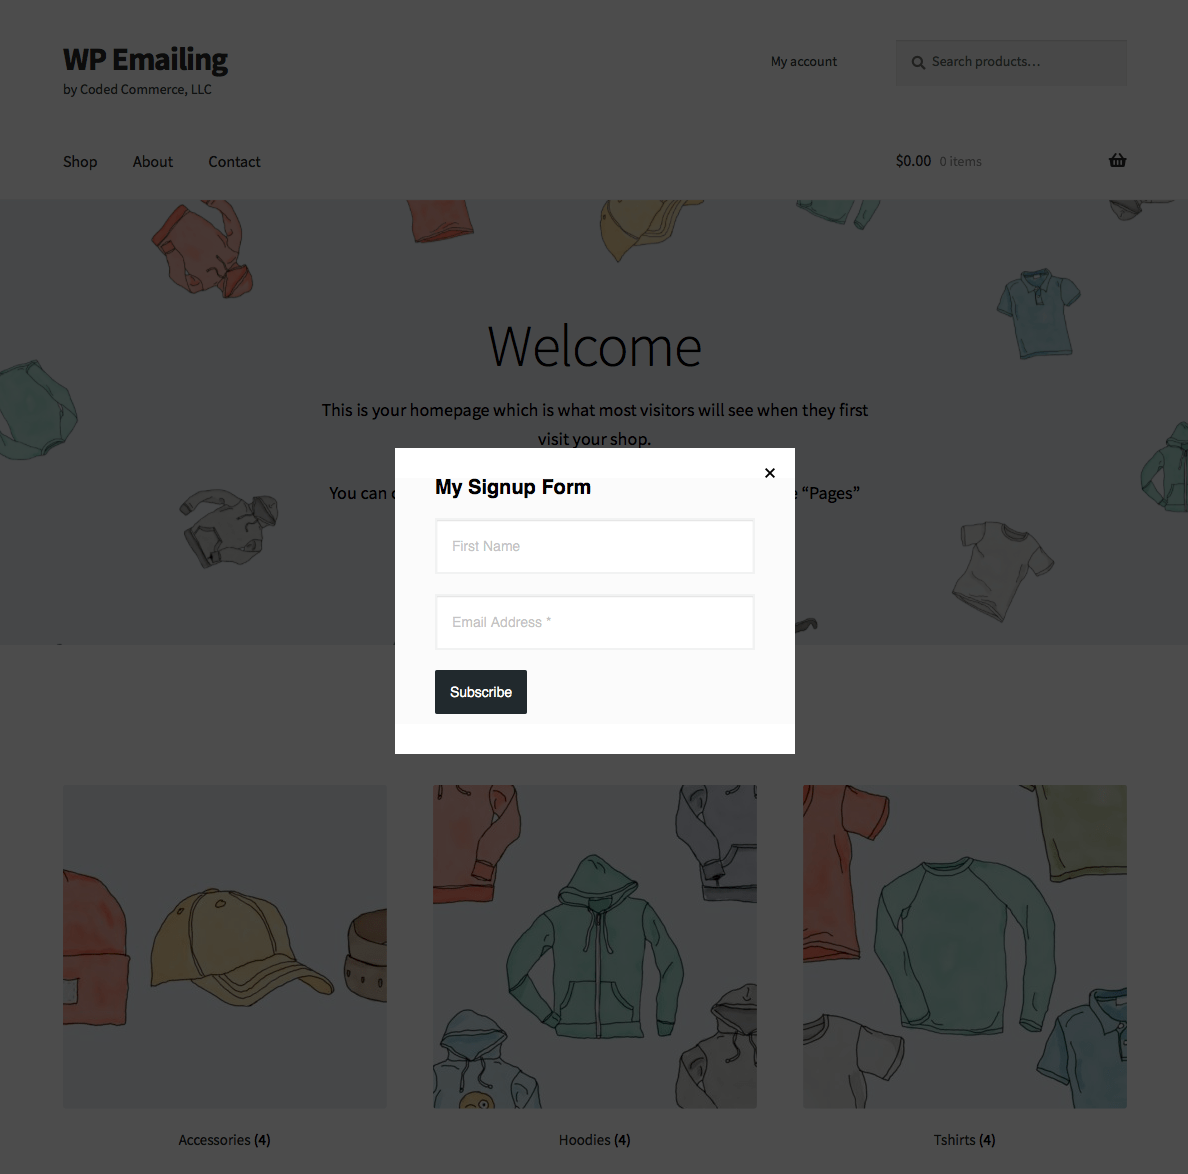 WP Emailing
by Coded Commerce, LLC
My account
Search products...
Shop
About
Contact
$0.00 0 items
Welcome
This is your homepage which is what most visitors will see when they first
visit your shop.
You can
“Pages”
My Signup Form
First Name
Email Address *
Subscribe
Accessories (4)
Hoodies (4)
Tshirts (4)